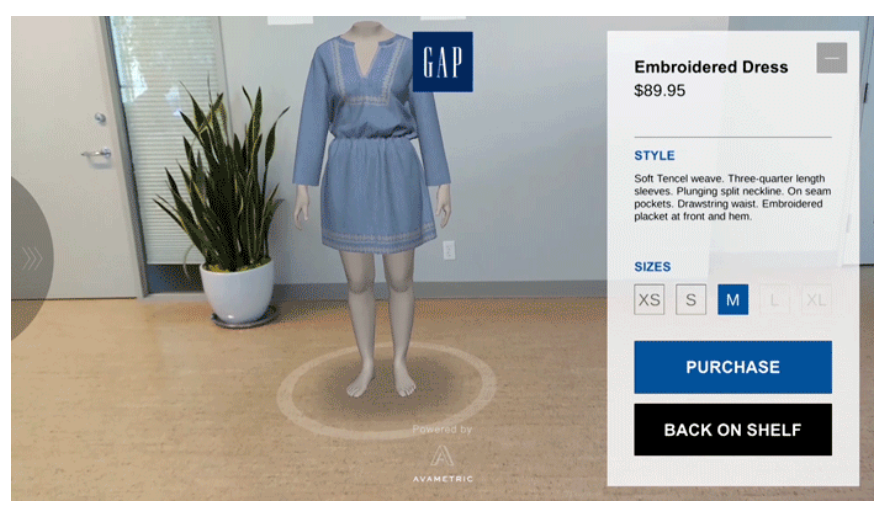 GAP
Embroidered Dress
$89.95
STYLE
Soft Tencel weave. Three-quarter length
sleeves. Plunging split neckline. On seam
pockets. Drawstring waist. Embroidered
placket at front and hem.
SIZES
XS S M L XL
PURCHASE
BACK ON SHELF
Powered by
AVAMETRIC